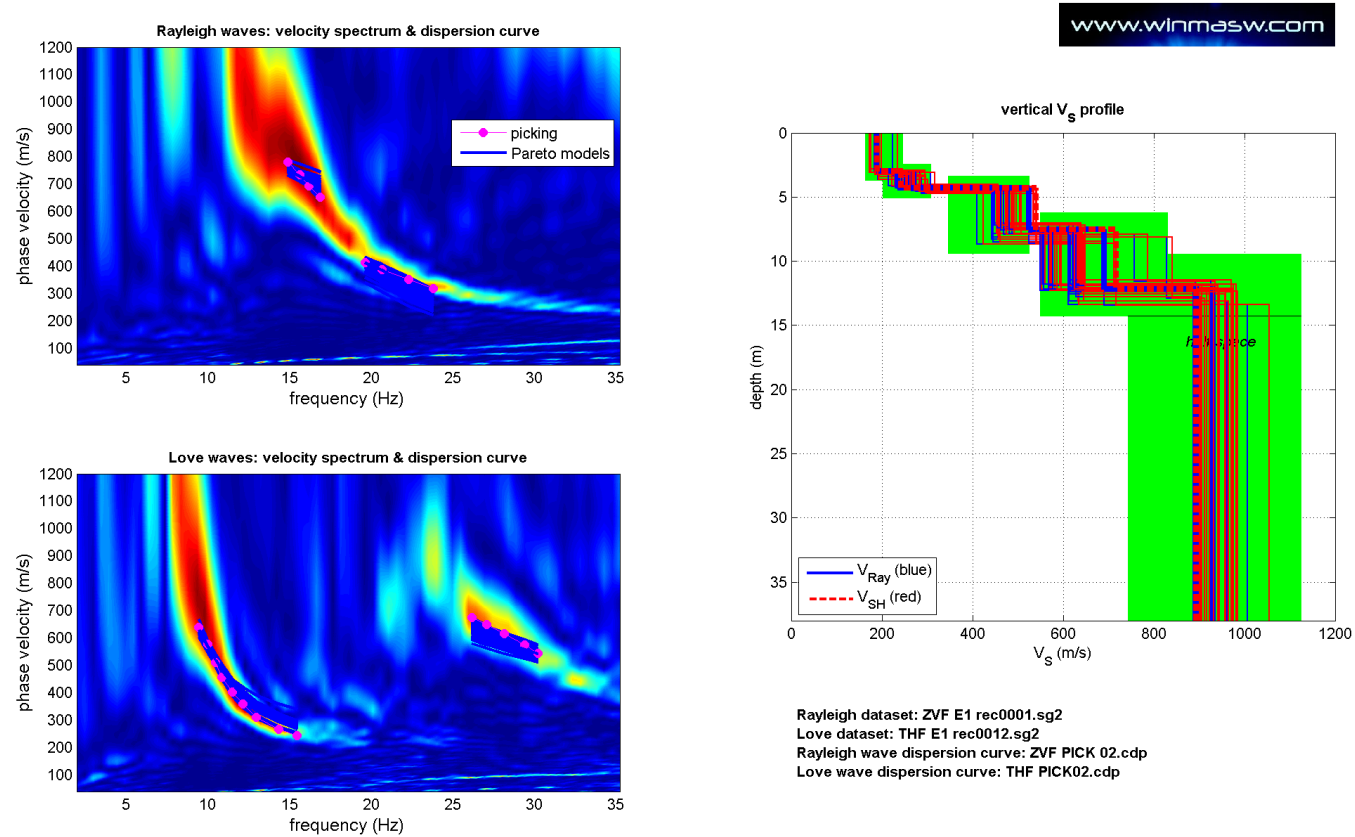 www.winmasw.com
Rayleigh waves: velocity spectrum & dispersion curve
1200
1100
1000
900
800
700
600
500
400
300
200
100
phase velocity (m/s)
picking
Pareto models
5 10 15 20 25 30 35
frequency (Hz)
Love waves: velocity spectrum & dispersion curve
1200
1100
1000
900
800
700
600
500
400
300
200
100
phase velocity (m/s)
5 10 15 20 25 30 35
frequency (Hz)
vertical VS profile
0
5
10
15
20
25
30
35
depth (m)
half-space
VRay (blue)
VSH (red)
0 200 400 600 800 1000 1200
VS (m/s)
Rayleigh dataset: ZVF E1 rec0001.sg2
Love dataset: THF E1 rec0012.sg2
Rayleigh wave dispersion curve: ZVF PICK 02.cdp
Love wave dispersion curve: THF PICK02.cdp